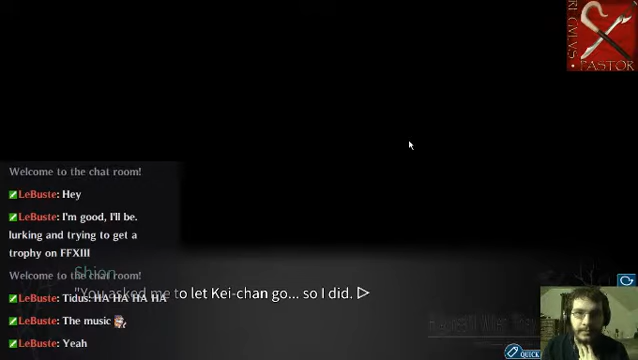 PASTOR
Welcome to the chat room!
LeBuste: Hey
LeBuste: I'm good, I'll be.
lurking and trying to get a
trophy on FFXIII
Welcome to the chat room!
LeBuste: Tidus: HA HA HA HA
LeBuste: The music
LeBuste: Yeah
Shion
"You asked me to let Kei-chan go... so I did.
QUICK